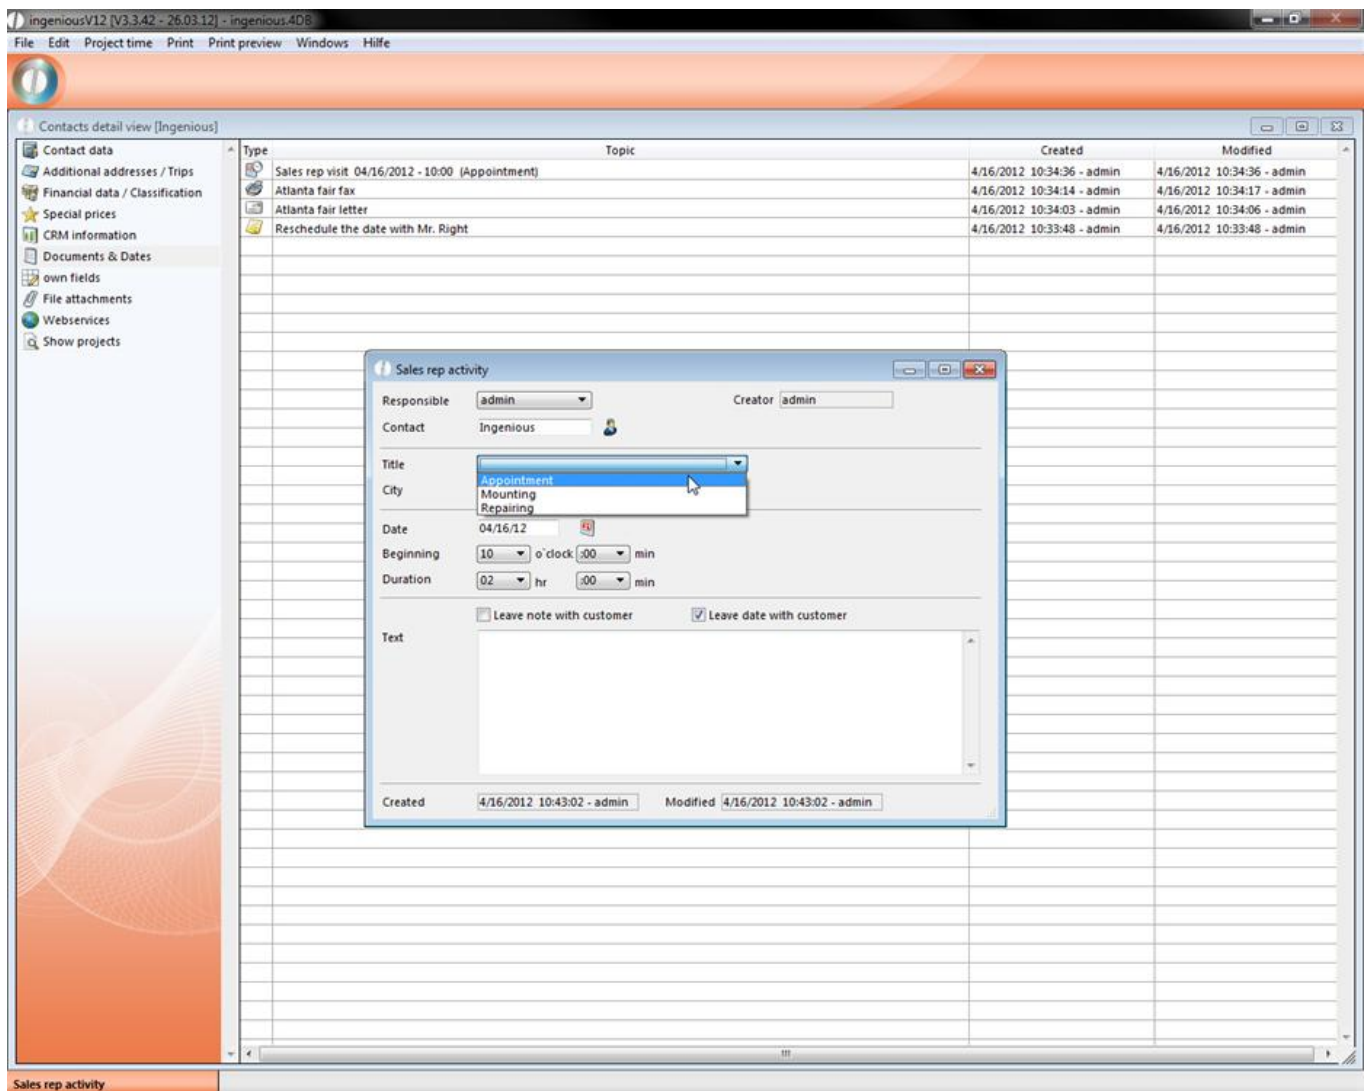 ingeniousV12 [V3.3.42 - 26.03.12] - ingenious.4DB
File Edit Project time Print Print preview Windows Hilfe
Contacts detail view [Ingenious]
Contact data
Additional addresses / Trips
Financial data / Classification
Special prices
CRM information
Documents & Dates
own fields
File attachments
Webservices
Show projects
Type Topic Created Modified
Sales rep visit 04/16/2012 - 10:00 (Appointment) 4/16/2012 10:34:36 - admin 4/16/2012 10:34:36 - admin
Atlanta fair fax 4/16/2012 10:34:14 - admin 4/16/2012 10:34:17 - admin
Atlanta fair letter 4/16/2012 10:34:03 - admin 4/16/2012 10:34:06 - admin
Reschedule the date with Mr. Right 4/16/2012 10:33:48 - admin 4/16/2012 10:33:48 - admin
Sales rep activity
Responsible admin Creator admin
Contact Ingenious
Title
Appointment
City
Mounting
Repairing
Date 04/16/12
Beginning 10 o`clock :00 min
Duration 02 hr :00 min
Leave note with customer Leave date with customer
Text
Created 4/16/2012 10:43:02 - admin Modified 4/16/2012 10:43:02 - admin
Sales rep activity